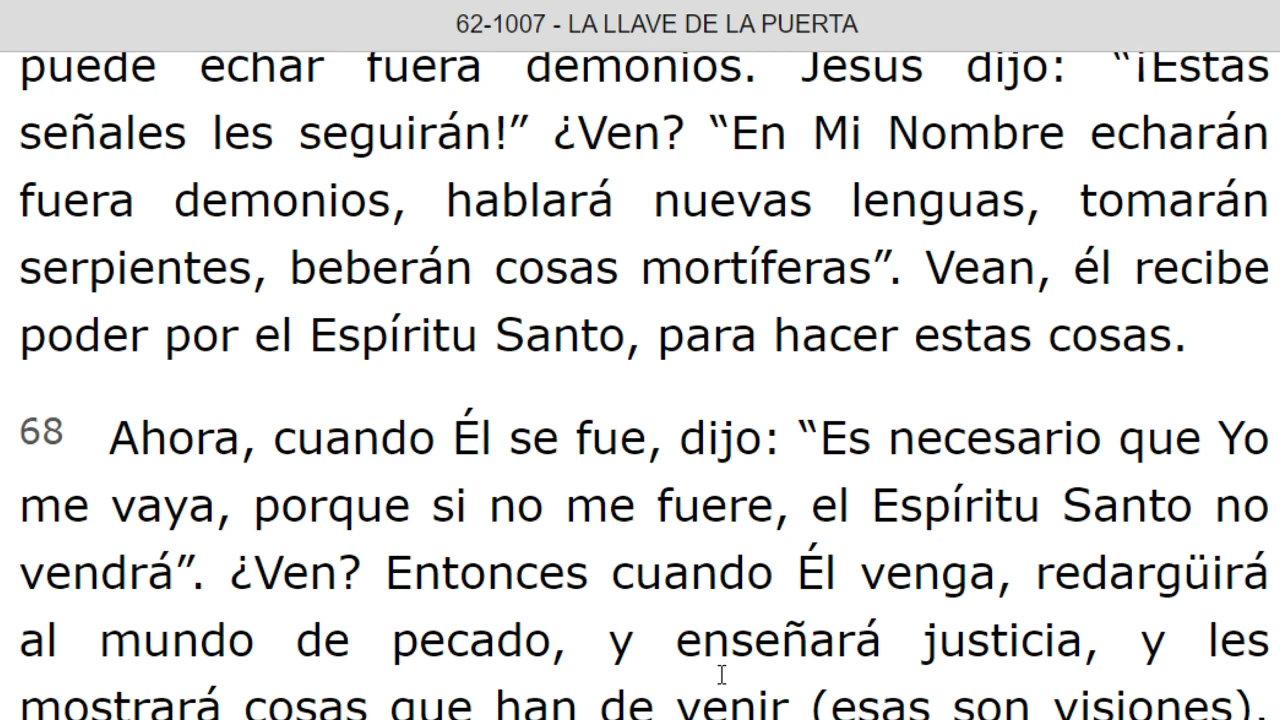 62-1007 - LA LLAVE DE LA PUERTA
puede echar fuera demonios. Jesús dijo: “¡Estas
señales les seguirán!” ¿Ven? “En Mi Nombre echarán
fuera demonios, hablará nuevas lenguas, tomarán
serpientes, beberán cosas mortíferas”. Vean, él recibe
poder por el Espíritu Santo, para hacer estas cosas.
68 Ahora, cuando Él se fue, dijo: “Es necesario que Yo
me vaya, porque si no me fuere, el Espíritu Santo no
vendrá”. ¿Ven? Entonces cuando Él venga, redargüirá
al mundo de pecado, y enseñará justicia, y les
mostrará cosas que han de venir (esas son visiones).